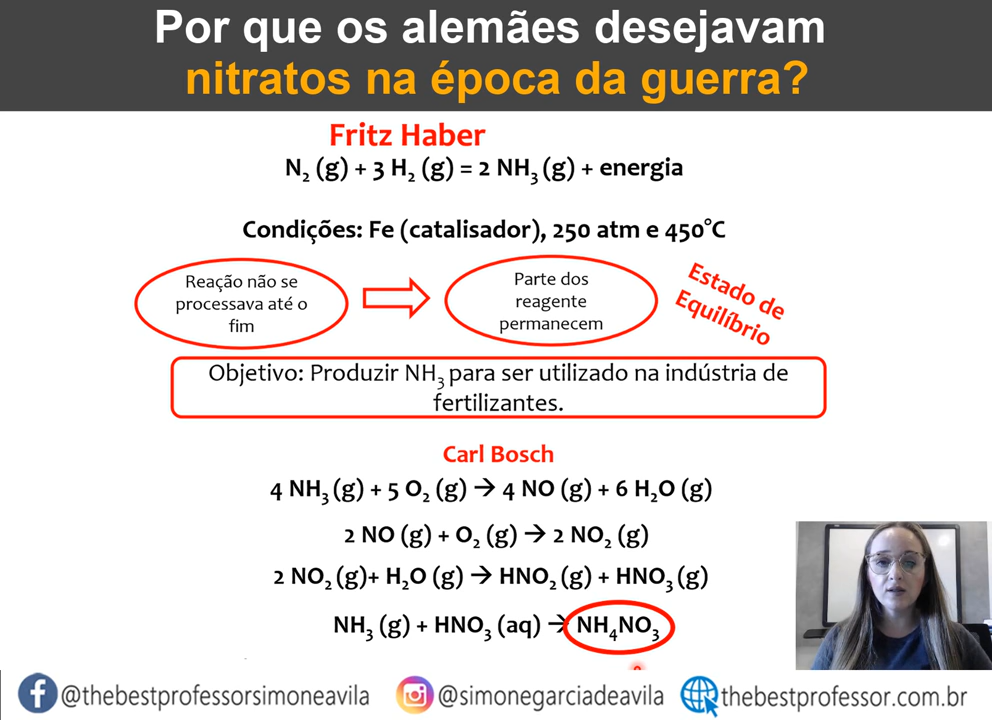 Por que os alemães desejavam
nitratos na época da guerra?
Fritz Haber
N₂ (g) + 3 H₂ (g) = 2 NH₃ (g) + energia
Condições: Fe (catalisador), 250 atm e 450°C
Reação não se
processava até o
fim
Parte dos
reagente
permanecem
Estado de
Equilíbrio
Objetivo: Produzir NH₃ para ser utilizado na indústria de
fertilizantes.
Carl Bosch
4 NH₃ (g) + 5 O₂ (g) → 4 NO (g) + 6 H₂O (g)
2 NO (g) + O₂ (g) → 2 NO₂ (g)
2 NO₂ (g)+ H₂O (g) → HNO₂ (g) + HNO₃ (g)
NH₃ (g) + HNO₃ (aq) → NH₄NO₃
@thebestprofessorsimoneavila
@simonegarciadeavila
thebestprofessor.com.br